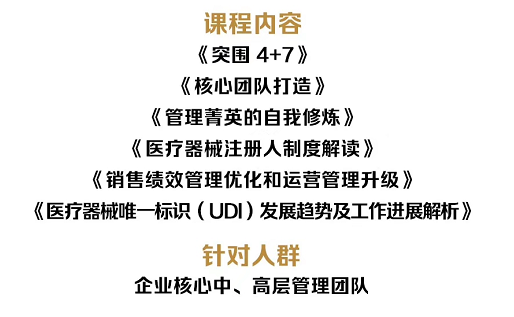 课程内容
《突围 4+7》
《核心团队打造》
《管理菁英的自我修炼》
《医疗器械注册人制度解读》
《销售绩效管理优化和运营管理升级》
《医疗器械唯一标识（UDI）发展趋势及工作进展解析》
针对人群
企业核心中、高层管理团队